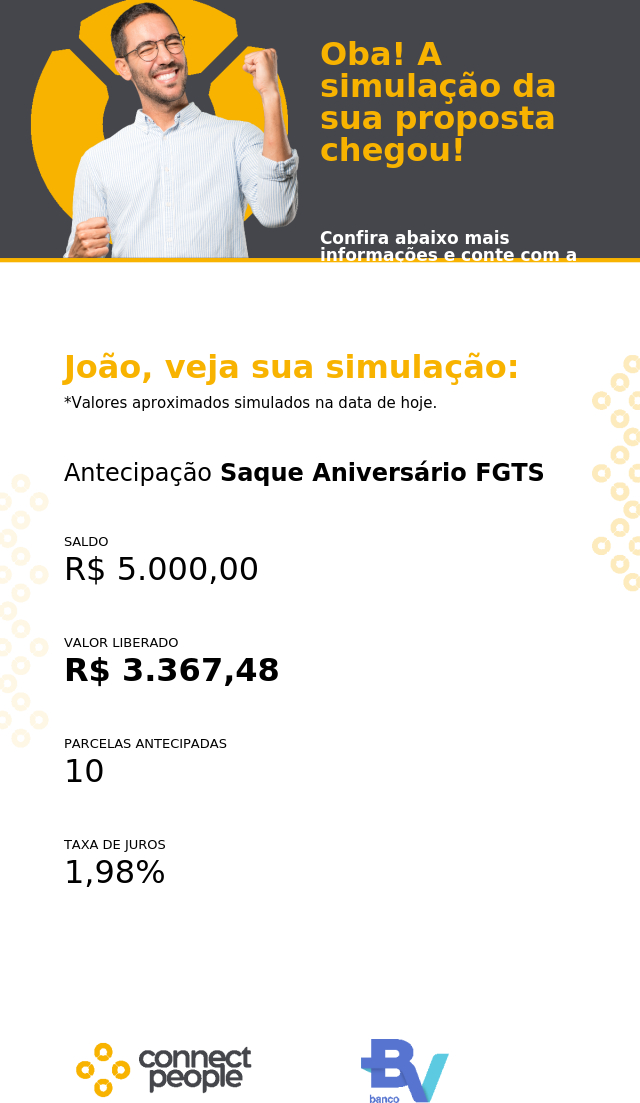 Oba! A
simulação da
sua proposta
chegou!
Confira abaixo mais
informações e conte com a
João, veja sua simulação:
*Valores aproximados simulados na data de hoje.
Antecipação Saque Aniversário FGTS
SALDO
R$ 5.000,00
VALOR LIBERADO
R$ 3.367,48
PARCELAS ANTECIPADAS
10
TAXA DE JUROS
1,98%
connect
people
BV
banco